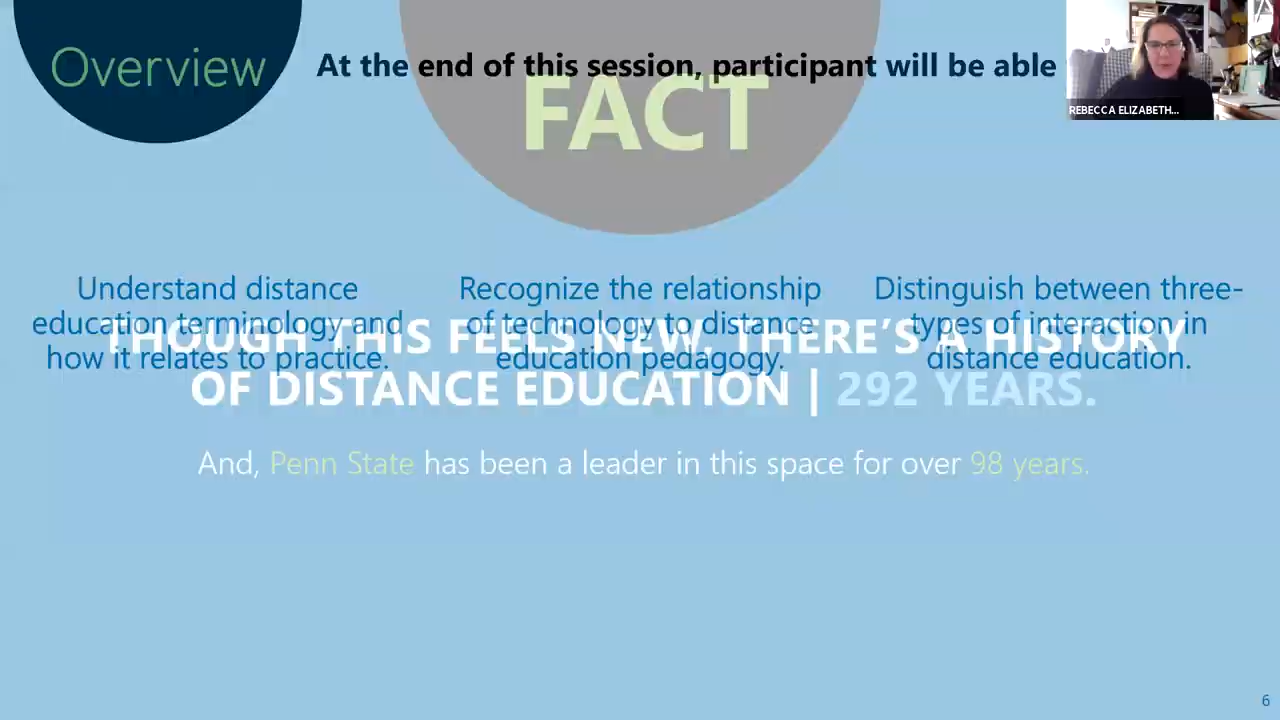 Overview
At the end of this session, participant will be able
REBECCA ELIZABETH...
FACT
Understand distance
education terminology and
how it relates to practice.
Recognize the relationship
of technology to distance
education pedagogy.
Distinguish between three-
types of interaction in
distance education.
THOUGH THIS FEELS NEW, THERE'S A HISTORY
OF DISTANCE EDUCATION | 292 YEARS.
And, Penn State has been a leader in this space for over 98 years.
6